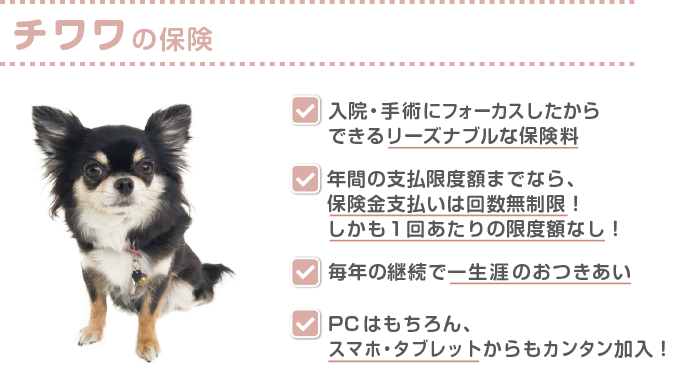 チワワの保険
入院・手術にフォーカスしたから
できるリーズナブルな保険料
年間の支払限度額までなら、
保険金支払いは回数無制限！
しかも１回あたりの限度額なし！
毎年の継続で一生涯のおつきあい
PCはもちろん、
スマホ・タブレットからもカンタン加入！